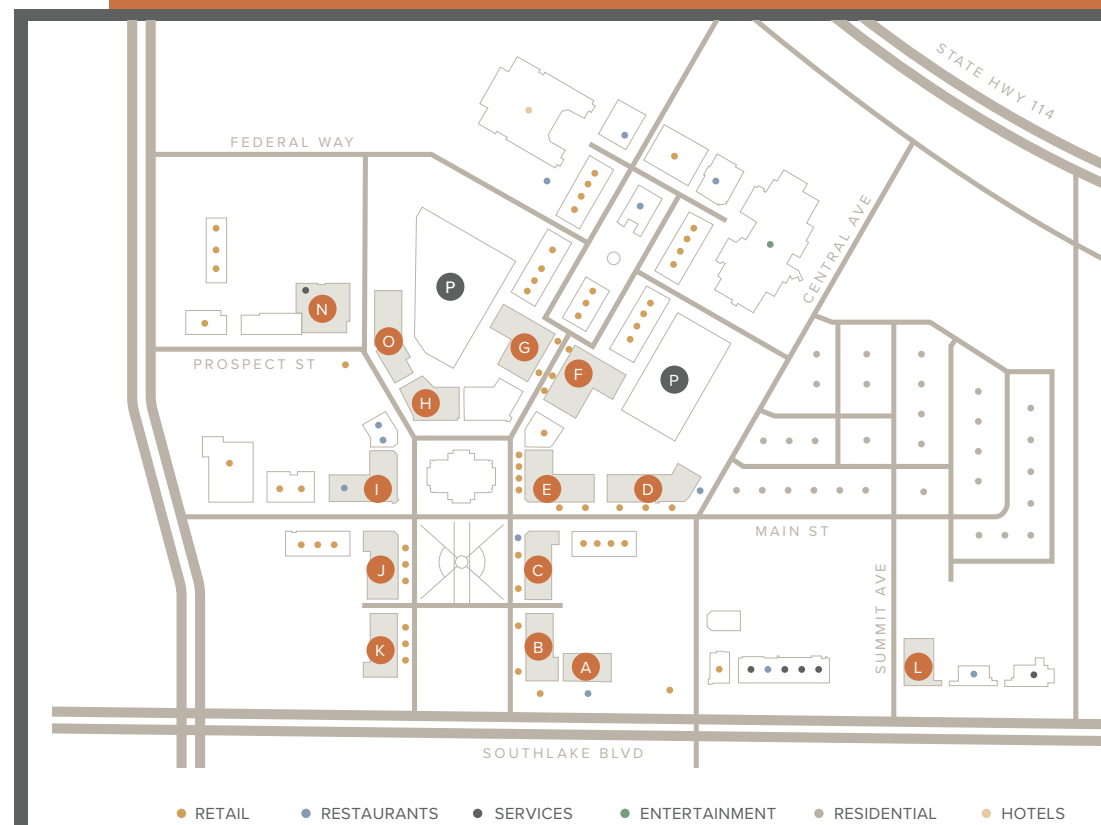 STATE HWY 114
FEDERAL WAY
CENTRAL AVE
P
N
O
G
PROSPECT ST
F
P
H
I
E
D
MAIN ST
J
C
SUMMIT AVE
K
B
A
L
SOUTHLAKE BLVD
RETAIL RESTAURANTS SERVICES ENTERTAINMENT RESIDENTIAL HOTELS